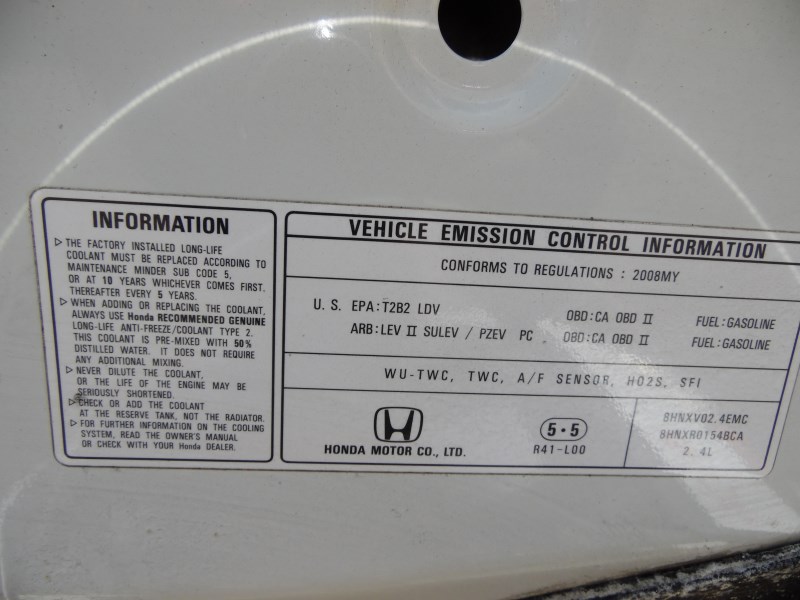 INFORMATION
▷ THE FACTORY INSTALLED LONG-LIFE
COOLANT MUST BE REPLACED ACCORDING TO
MAINTENANCE MINDER SUB CODE 5,
OR AT 10 YEARS WHICHEVER COMES FIRST.
THEREAFTER EVERY 5 YEARS.
▷ WHEN ADDING OR REPLACING THE COOLANT,
ALWAYS USE Honda RECOMMENDED GENUINE
LONG-LIFE ANTI-FREEZE/COOLANT TYPE 2.
THIS COOLANT IS PRE-MIXED WITH 50%
DISTILLED WATER. IT DOES NOT REQUIRE
ANY ADDITIONAL MIXING.
▷ NEVER DILUTE THE COOLANT,
OR THE LIFE OF THE ENGINE MAY BE
SERIOUSLY SHORTENED.
▷ CHECK OR ADD THE COOLANT
AT THE RESERVE TANK, NOT THE RADIATOR.
▷ FOR FURTHER INFORMATION ON THE COOLING
SYSTEM, READ THE OWNER'S MANUAL
OR CHECK WITH YOUR Honda DEALER.
VEHICLE EMISSION CONTROL INFORMATION
CONFORMS TO REGULATIONS : 2008MY
U. S. EPA:T2B2 LDV OBD:CA OBD II FUEL:GASOLINE
ARB:LEV II SULEV / PZEV PC OBD:CA OBD II FUEL:GASOLINE
WU-TWC, TWC, A/F SENSOR, HO2S, SFI
HONDA MOTOR CO., LTD.
5·5
R41-L00
8HNXV02.4EMC
8HNXR0154BCA
2. 4L